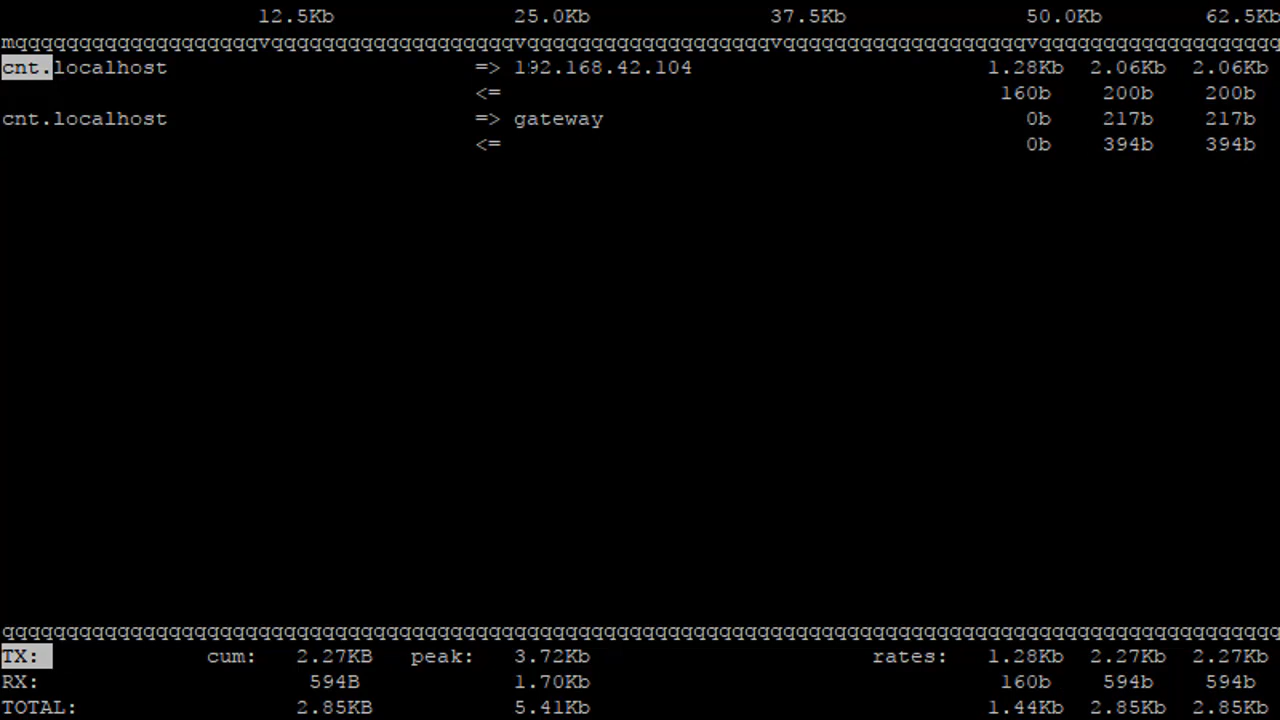 12.5Kb 25.0Kb 37.5Kb 50.0Kb 62.5Kb
mqqqqqqqqqqqqqqqqqqqvqqqqqqqqqqqqqqqqqqqvqqqqqqqqqqqqqqqqqqqvqqqqqqqqqqqqqqqqqqqvqqqqqqqqqqqqqqqqqqq
cnt.localhost => 192.168.42.104 1.28Kb 2.06Kb 2.06Kb
<= 160b 200b 200b
cnt.localhost => gateway 0b 217b 217b
<= 0b 394b 394b
qqqqqqqqqqqqqqqqqqqqqqqqqqqqqqqqqqqqqqqqqqqqqqqqqqqqqqqqqqqqqqqqqqqqqqqqqqqqqqqqqqqqqqqqqqqqqqqqqqqq
TX: cum: 2.27KB peak: 3.72Kb rates: 1.28Kb 2.27Kb 2.27Kb
RX: 594B 1.70Kb 160b 594b 594b
TOTAL: 2.85KB 5.41Kb 1.44Kb 2.85Kb 2.85Kb